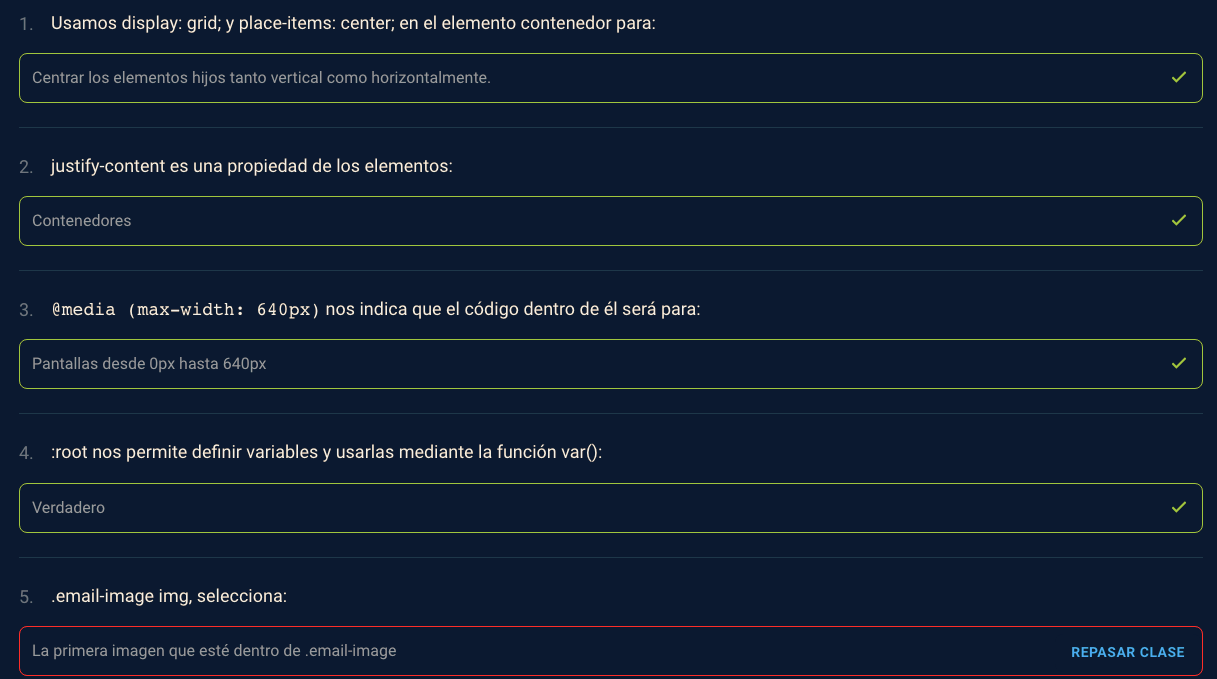 1. Usamos display: grid; y place-items: center; en el elemento contenedor para:
Centrar los elementos hijos tanto vertical como horizontalmente.
2. justify-content es una propiedad de los elementos:
Contenedores
3. @media (max-width: 640px) nos indica que el código dentro de él será para:
Pantallas desde 0px hasta 640px
4. :root nos permite definir variables y usarlas mediante la función var():
Verdadero
5. .email-image img, selecciona:
La primera imagen que esté dentro de .email-image REPASAR CLASE